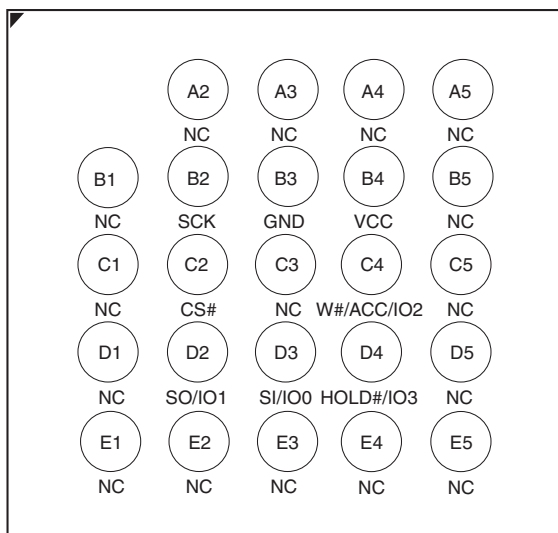 A2 A3 A4 A5
NC NC NC NC
B1 B2 B3 B4 B5
NC SCK GND VCC NC
C1 C2 C3 C4 C5
NC CS# NC W#/ACC/IO2 NC
D1 D2 D3 D4 D5
NC SO/IO1 SI/IO0 HOLD#/IO3 NC
E1 E2 E3 E4 E5
NC NC NC NC NC